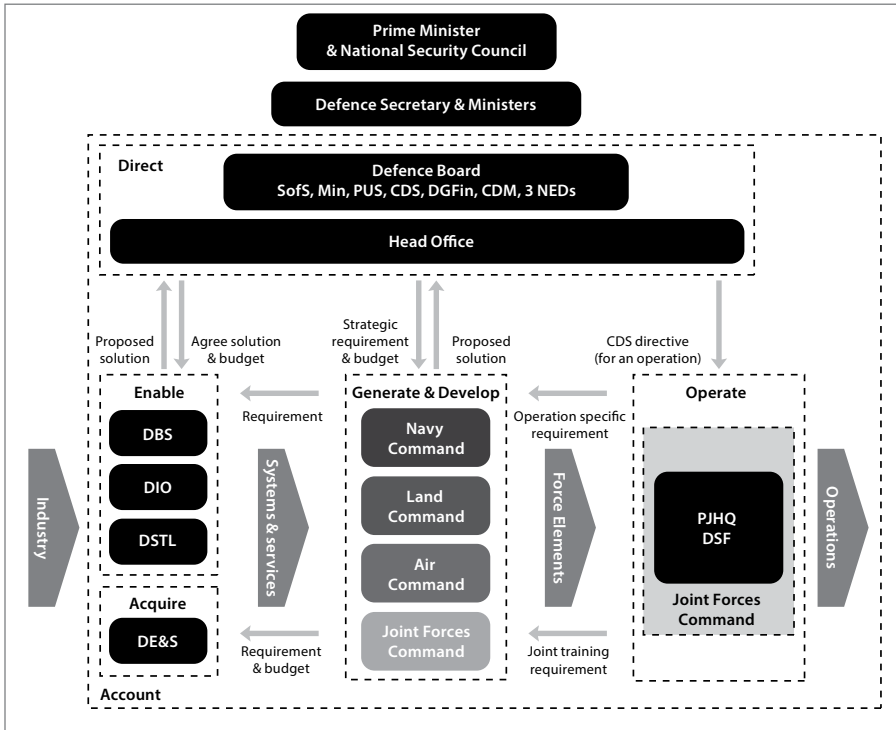 Prime Minister
& National Security Council
Defence Secretary & Ministers
Direct
Defence Board
SofS, Min, PUS, CDS, DGFin, CDM, 3 NEDs
Head Office
Proposed
solution
Agree solution
& budget
Strategic
requirement
& budget
Proposed
solution
CDS directive
(for an operation)
Enable
DBS
DIO
DSTL
Requirement
Generate & Develop
Navy
Command
Land
Command
Air
Command
Joint Forces
Command
Operation specific
requirement
Operate
PJHQ
DSF
Joint Forces
Command
Industry
Systems & services
Force Elements
Operations
Acquire
DE&S
Requirement
& budget
Joint training
requirement
Account